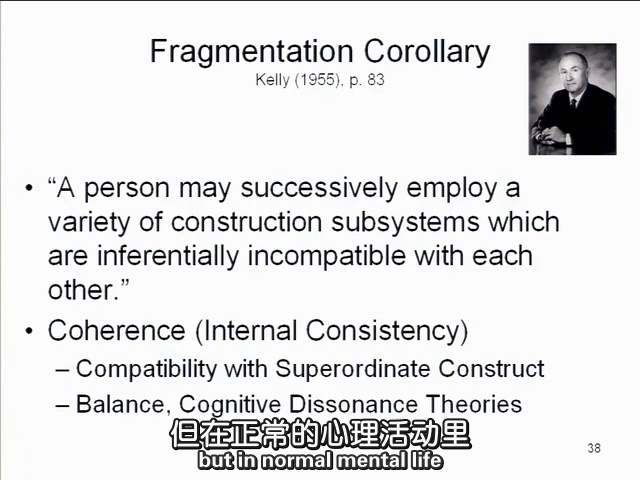 Fragmentation Corollary
Kelly (1955), p. 83
• “A person may successively employ a
variety of construction subsystems which
are inferentially incompatible with each
other.”
• Coherence (Internal Consistency)
– Compatibility with Superordinate Construct
– Balance, Cognitive Dissonance Theories
但在正常的心理活动里
but in normal mental life
38